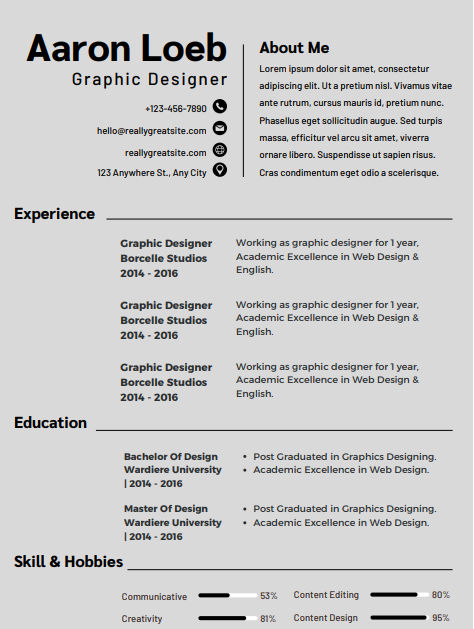 Aaron Loeb
Graphic Designer
+123-456-7890
hello@reallygreatsite.com
reallygreatsite.com
123 Anywhere St., Any City
About Me
Lorem ipsum dolor sit amet, consectetur
adipiscing elit. Ut a pretium nisl. Vivamus vitae
ante rutrum, cursus mauris id, pretium nunc.
Phasellus eget sollicitudin augue. Sed turpis
massa, efficitur vel arcu sit amet, viverra
ornare libero. Suspendisse ut sapien risus.
Cras condimentum eget odio a scelerisque.
Experience
Graphic Designer
Borcelle Studios
2014 - 2016
Working as graphic designer for 1 year,
Academic Excellence in Web Design &
English.
Graphic Designer
Borcelle Studios
2014 - 2016
Working as graphic designer for 1 year,
Academic Excellence in Web Design &
English.
Graphic Designer
Borcelle Studios
2014 - 2016
Working as graphic designer for 1 year,
Academic Excellence in Web Design &
English.
Education
Bachelor Of Design
Wardiere University
| 2014 - 2016
• Post Graduated in Graphics Designing.
• Academic Excellence in Web Design.
Master Of Design
Wardiere University
| 2014 - 2016
• Post Graduated in Graphics Designing.
• Academic Excellence in Web Design.
Skill & Hobbies
Communicative 53%
Content Editing 80%
Creativity 81%
Content Design 95%